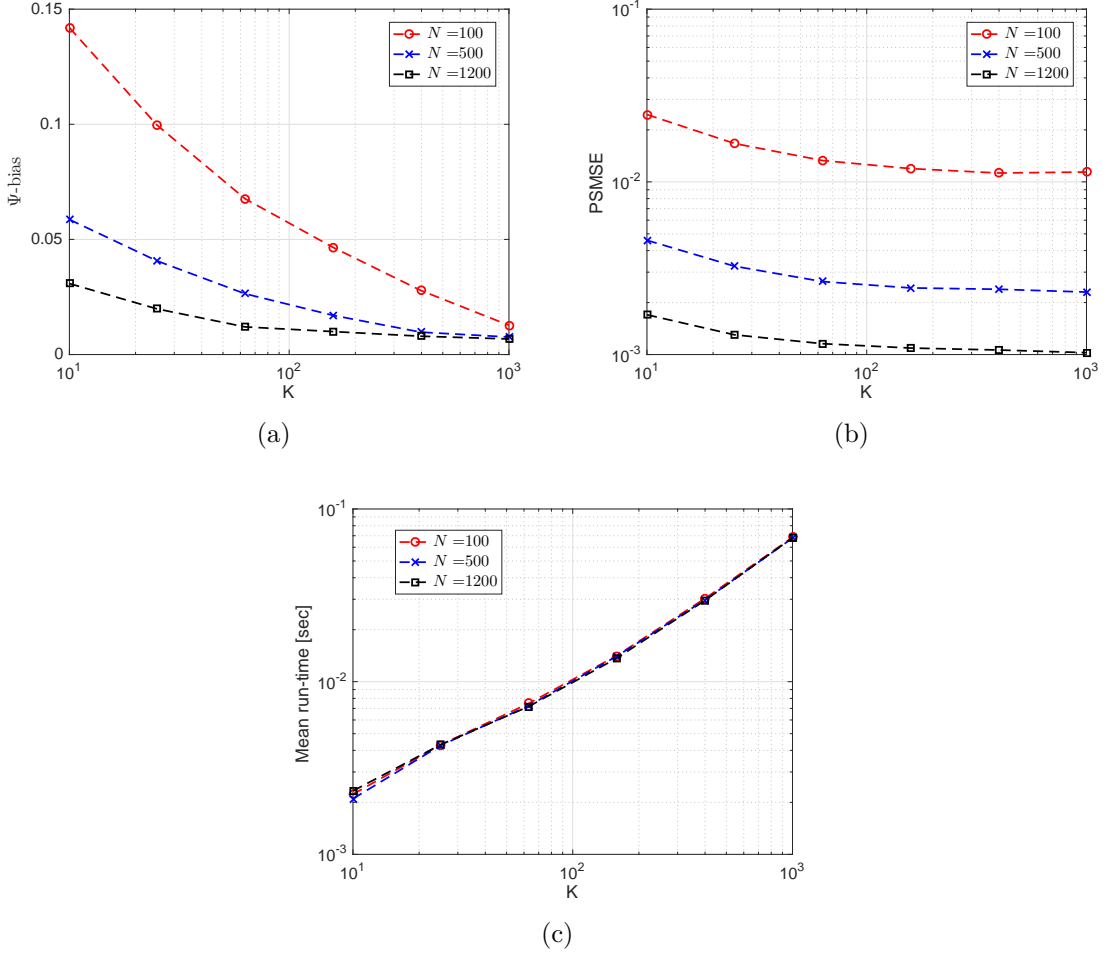 0.15
0.1
0.05
0
Ψ-bias
10^1
10^2
10^3
K
N =100
N =500
N =1200
(a)
10^-1
10^-2
10^-3
PSMSE
10^1
10^2
10^3
K
N =100
N =500
N =1200
(b)
10^-1
10^-2
10^-3
Mean run-time [sec]
10^1
10^2
10^3
K
N =100
N =500
N =1200
(c)